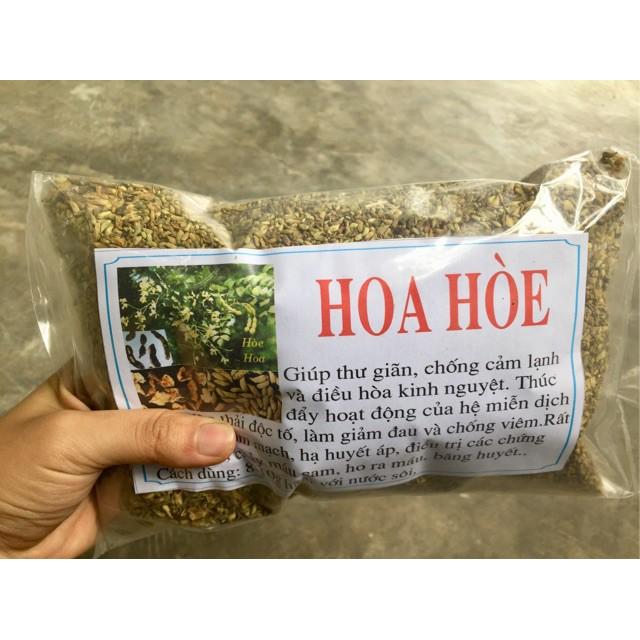 HOA HÒE
Hòe
Hoa
Giúp thư giãn, chống cảm lạnh
và điều hòa kinh nguyệt. Thúc
đẩy hoạt động của hệ miễn dịch
thải độc tố, làm giảm đau và chống viêm.Rất
mạch, hạ huyết áp, điều trị các chứng
máu cam, ho ra máu, băng huyết..
Cách dùng: với nước sôi,